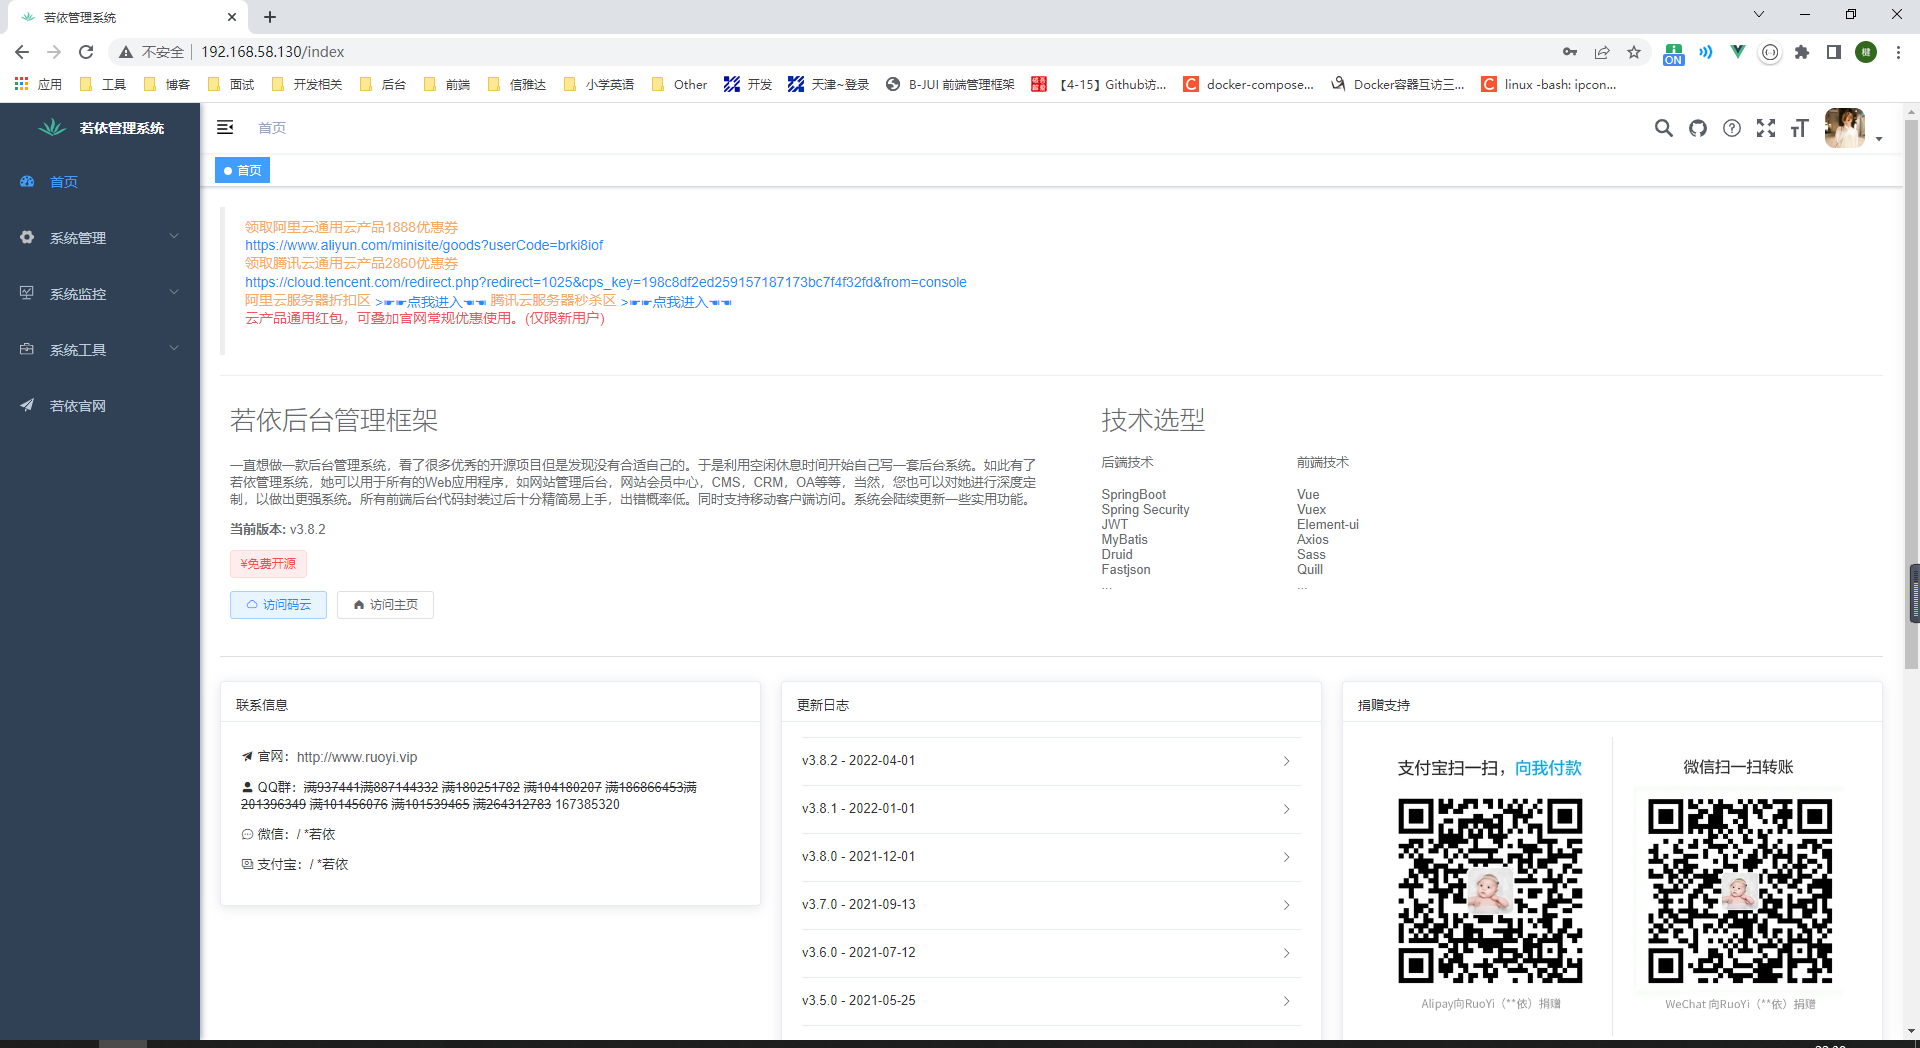 若依管理系统
不安全 192.168.58.130/index
ON
键
应用 工具 博客 面试 开发相关 后台 前端 信雅达 小学英语 Other 开发 天津~登录 B-JUI 前端管理框架 【4-15】Github访... docker-compose... Docker容器互访三... linux -bash: ipcon...
若依管理系统
首页
系统管理
系统监控
系统工具
若依官网
首页
首页
领取阿里云通用云产品1888优惠券
https://www.aliyun.com/minisite/goods?userCode=brki8iof
领取腾讯云通用云产品2860优惠券
https://cloud.tencent.com/redirect.php?redirect=1025&cps_key=198c8df2ed259157187173bc7f4f32fd&from=console
阿里云服务器折扣区 >☛☛点我进入☚☚ 腾讯云服务器秒杀区 >☛☛点我进入☚☚
云产品通用红包，可叠加官网常规优惠使用。(仅限新用户)
若依后台管理框架
一直想做一款后台管理系统，看了很多优秀的开源项目但是发现没有合适自己的。于是利用空闲休息时间开始自己写一套后台系统。如此有了
若依管理系统，她可以用于所有的Web应用程序，如网站管理后台，网站会员中心，CMS，CRM，OA等等，当然，您也可以对她进行深度定
制，以做出更强系统。所有前端后台代码封装过后十分精简易上手，出错概率低。同时支持移动客户端访问。系统会陆续更新一些实用功能。
当前版本: v3.8.2
¥免费开源
访问码云 访问主页
技术选型
后端技术
SpringBoot
Spring Security
JWT
MyBatis
Druid
Fastjson
...
前端技术
Vue
Vuex
Element-ui
Axios
Sass
Quill
...
联系信息
官网：http://www.ruoyi.vip
QQ群：满937441满887144332 满180251782 满104180207 满186866453满
201396349 满101456076 满101539465 满264312783 167385320
微信：/ *若依
支付宝：/ *若依
更新日志
v3.8.2 - 2022-04-01
v3.8.1 - 2022-01-01
v3.8.0 - 2021-12-01
v3.7.0 - 2021-09-13
v3.6.0 - 2021-07-12
v3.5.0 - 2021-05-25
捐赠支持
支付宝扫一扫，向我付款
Alipay向RuoYi（**依）捐赠
微信扫一扫转账
WeChat 向RuoYi（**依）捐赠